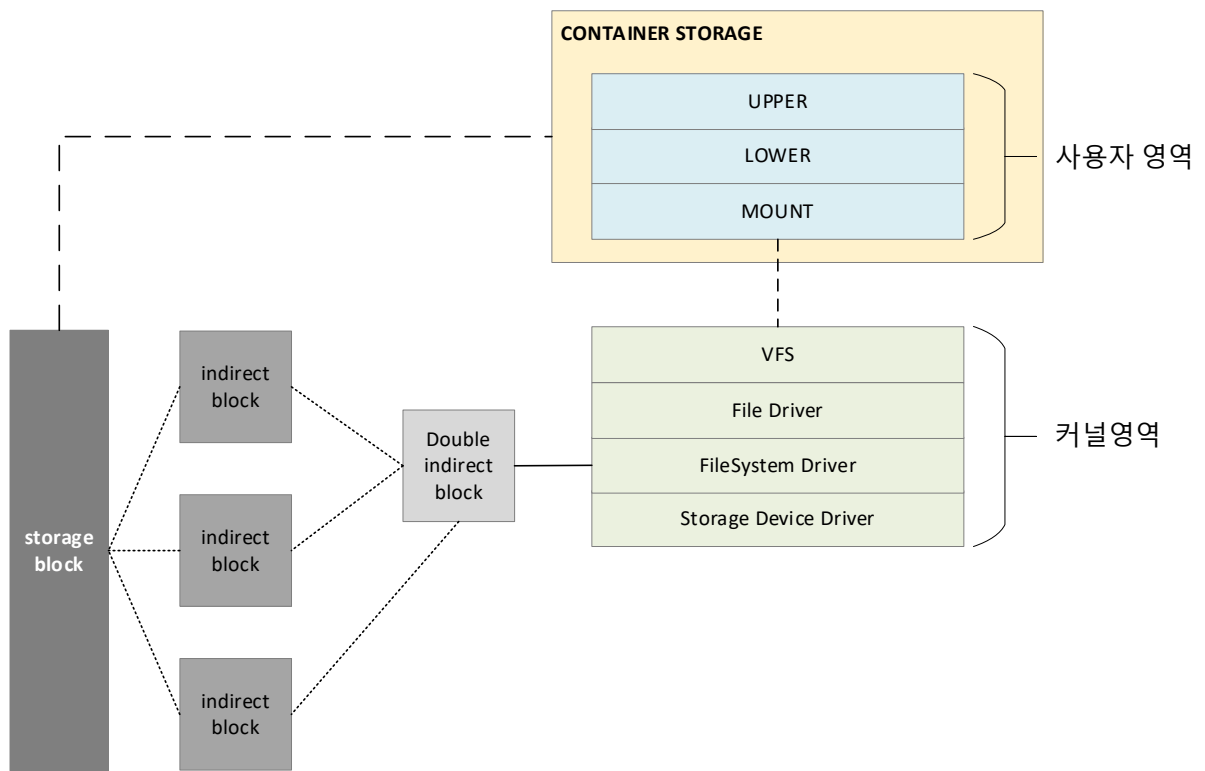 CONTAINER STORAGE
UPPER
LOWER
MOUNT
사용자 영역
VFS
File Driver
FileSystem Driver
Storage Device Driver
커널영역
storage
block
indirect
block
indirect
block
indirect
block
Double
indirect
block